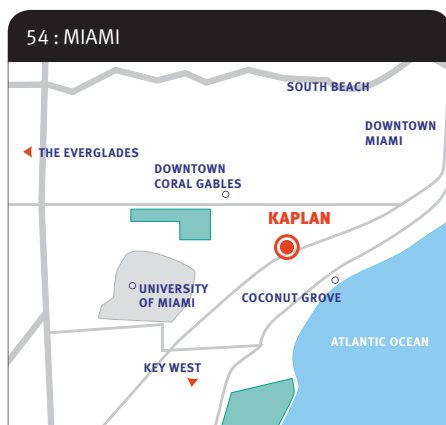 54 : MIAMI
SOUTH BEACH
DOWNTOWN
MIAMI
THE EVERGLADES
DOWNTOWN
CORAL GABLES
KAPLAN
UNIVERSITY
OF MIAMI
COCONUT GROVE
ATLANTIC OCEAN
KEY WEST